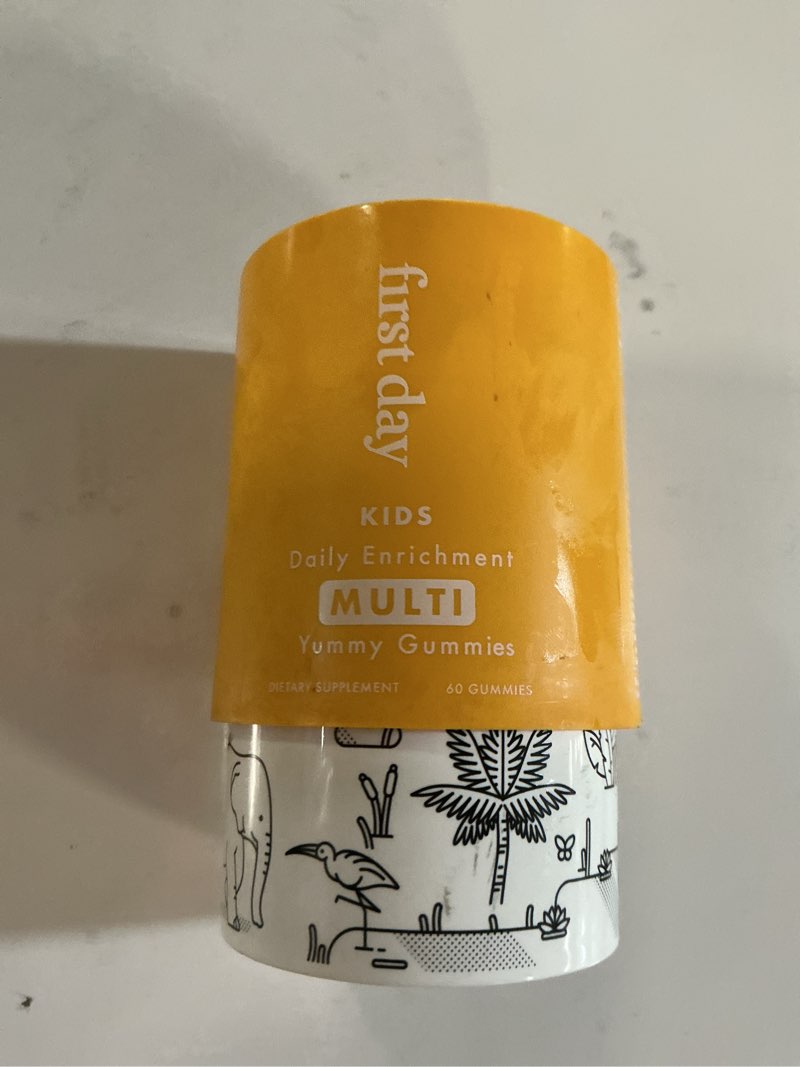 first day
KIDS
Daily Enrichment
MULTI
Yummy Gummies
DIETARY SUPPLEMENT 60 GUMMIES